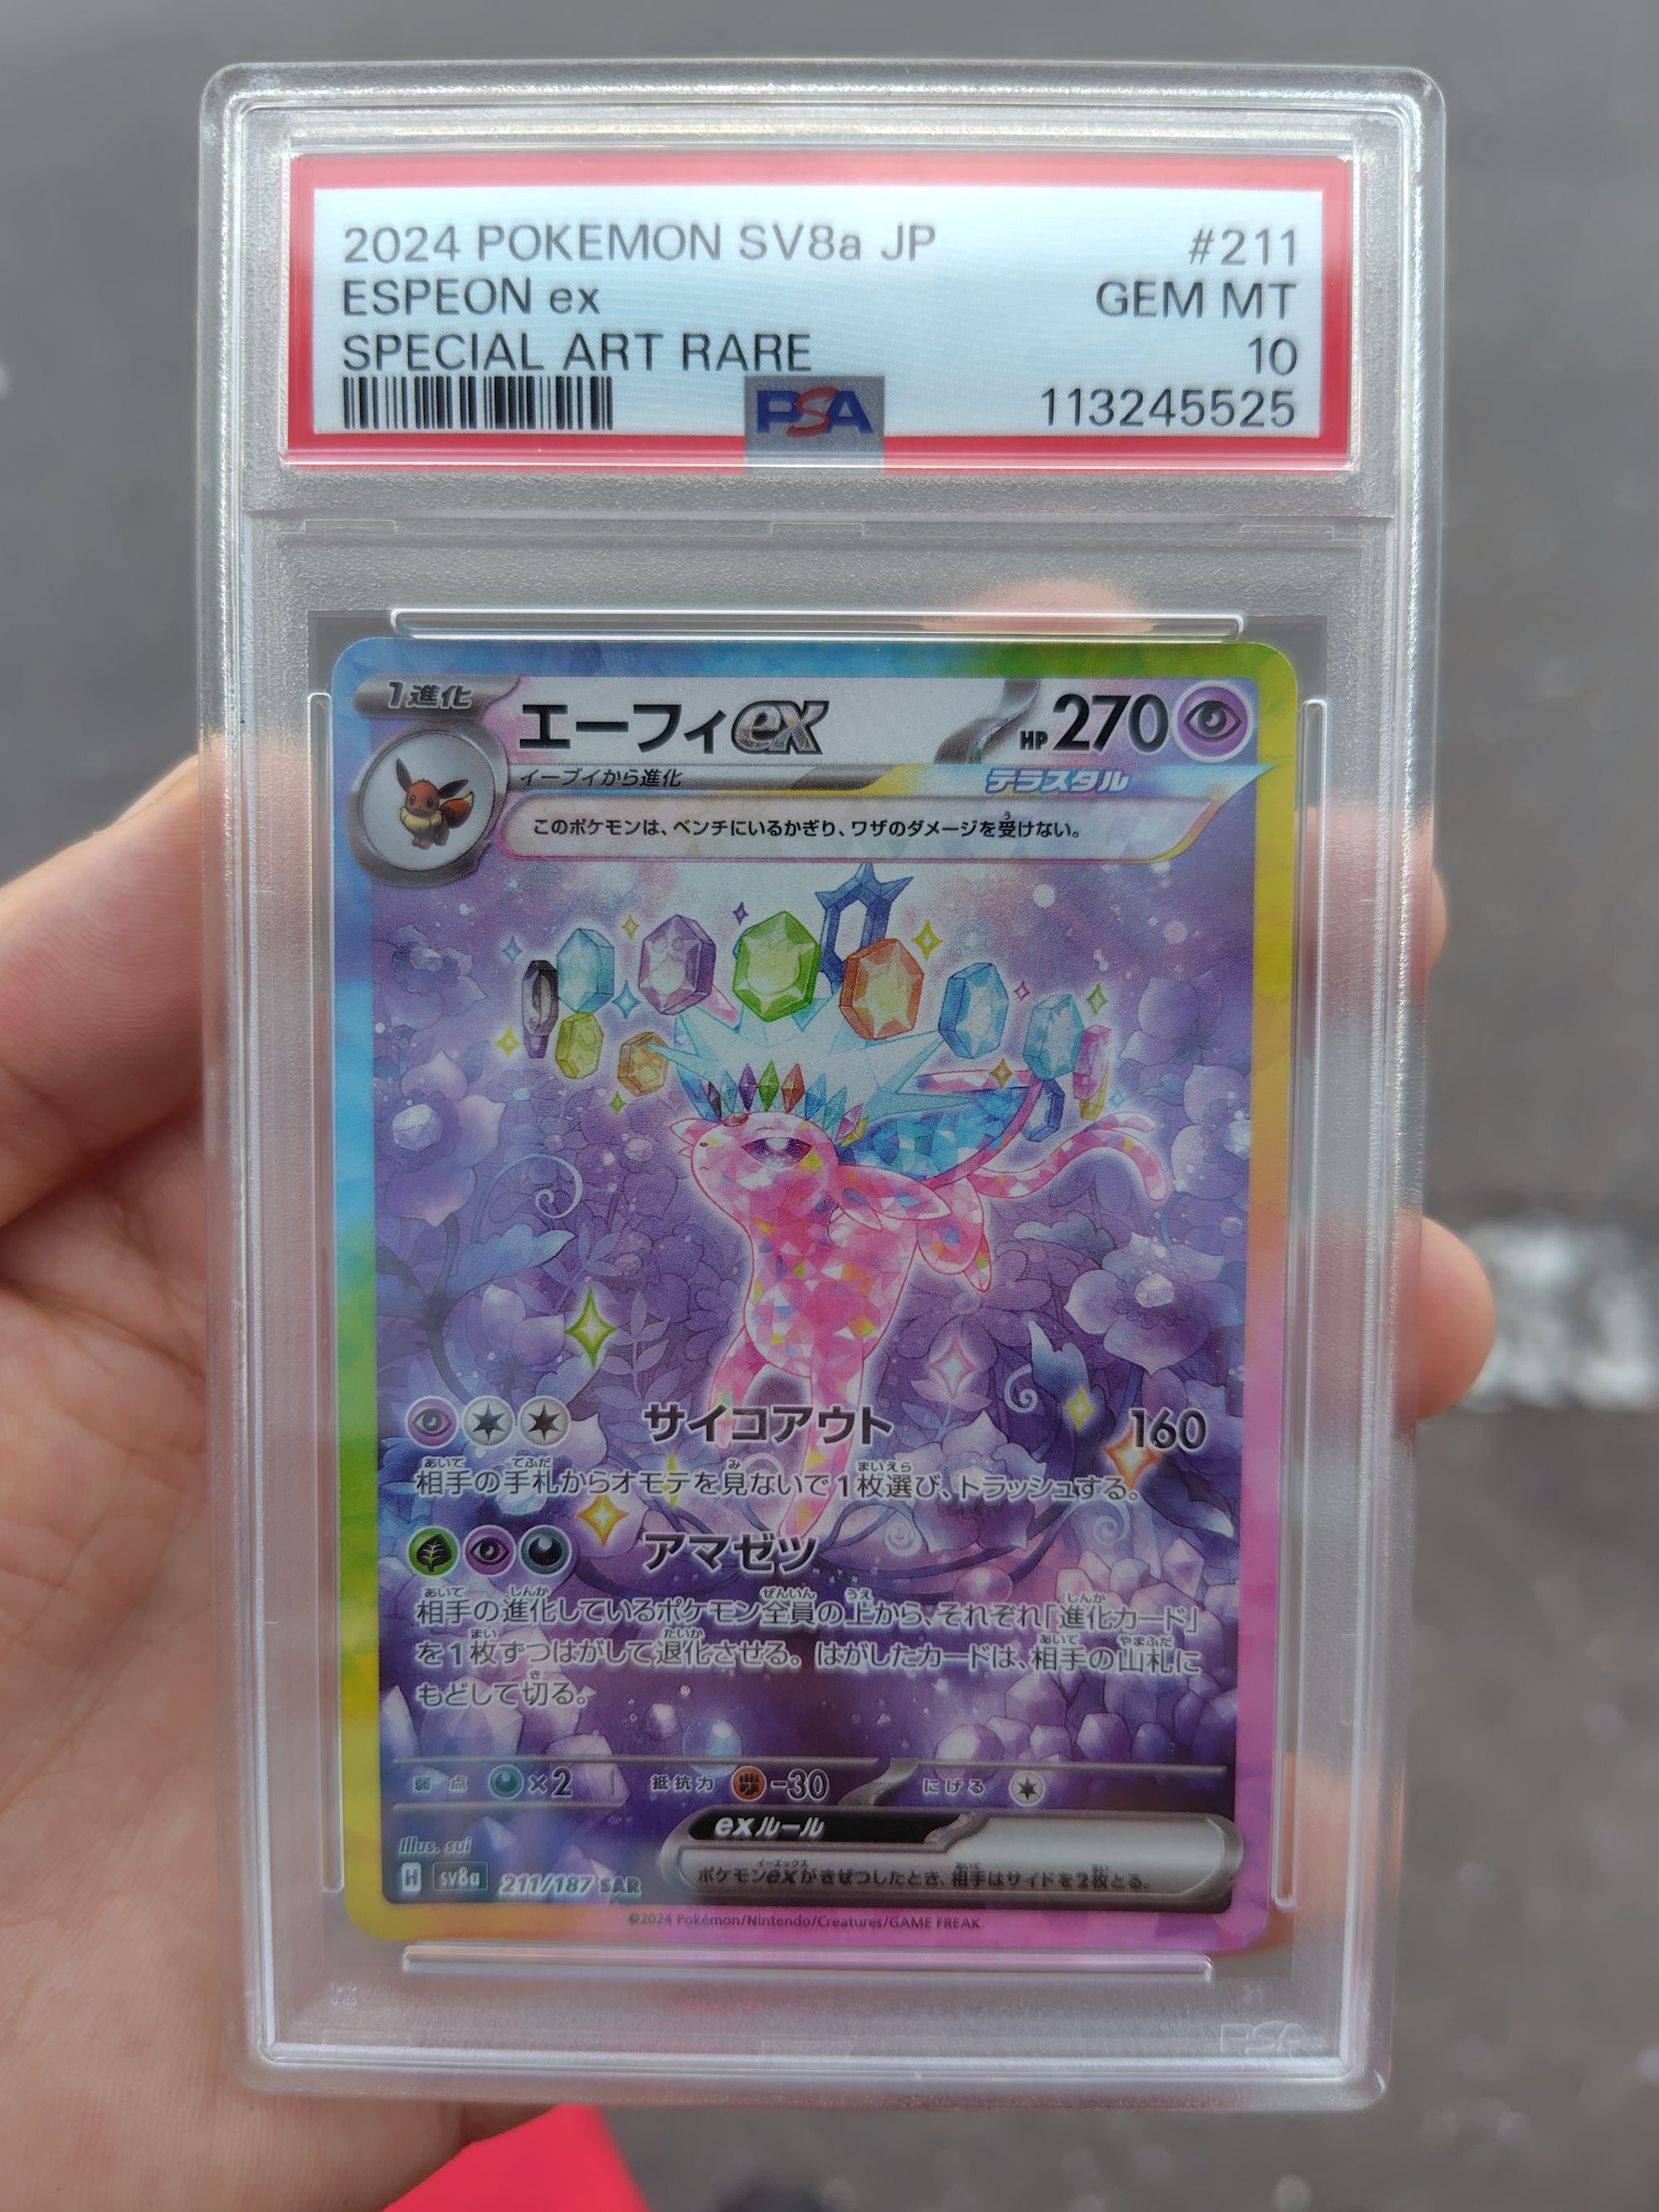 2024 POKEMON SV8a JP #211
ESPEON ex GEM MT
SPECIAL ART RARE 10
PSA 113245525
1進化
エーフィex HP 270
イーブイから進化 テラスタル
このポケモンは、ベンチにいるかぎり、ワザのダメージを受けない。
サイコアウト 160
相手の手札からオモテを見ないで1枚選び、トラッシュする。
アマゼツ
相手の進化しているポケモン全員の上から、それぞれ「進化カード」
を1枚ずつはがして退化させる。はがしたカードは、相手の山札に
もどして切る。
弱点 ×2 抵抗力 -30 にげる
exルール
ポケモンexがきぜつしたとき、相手はサイドを2枚とる。
Illus. sui
H sv8a 211/187 SAR
©2024 Pokémon/Nintendo/Creatures/GAME FREAK.
PSA